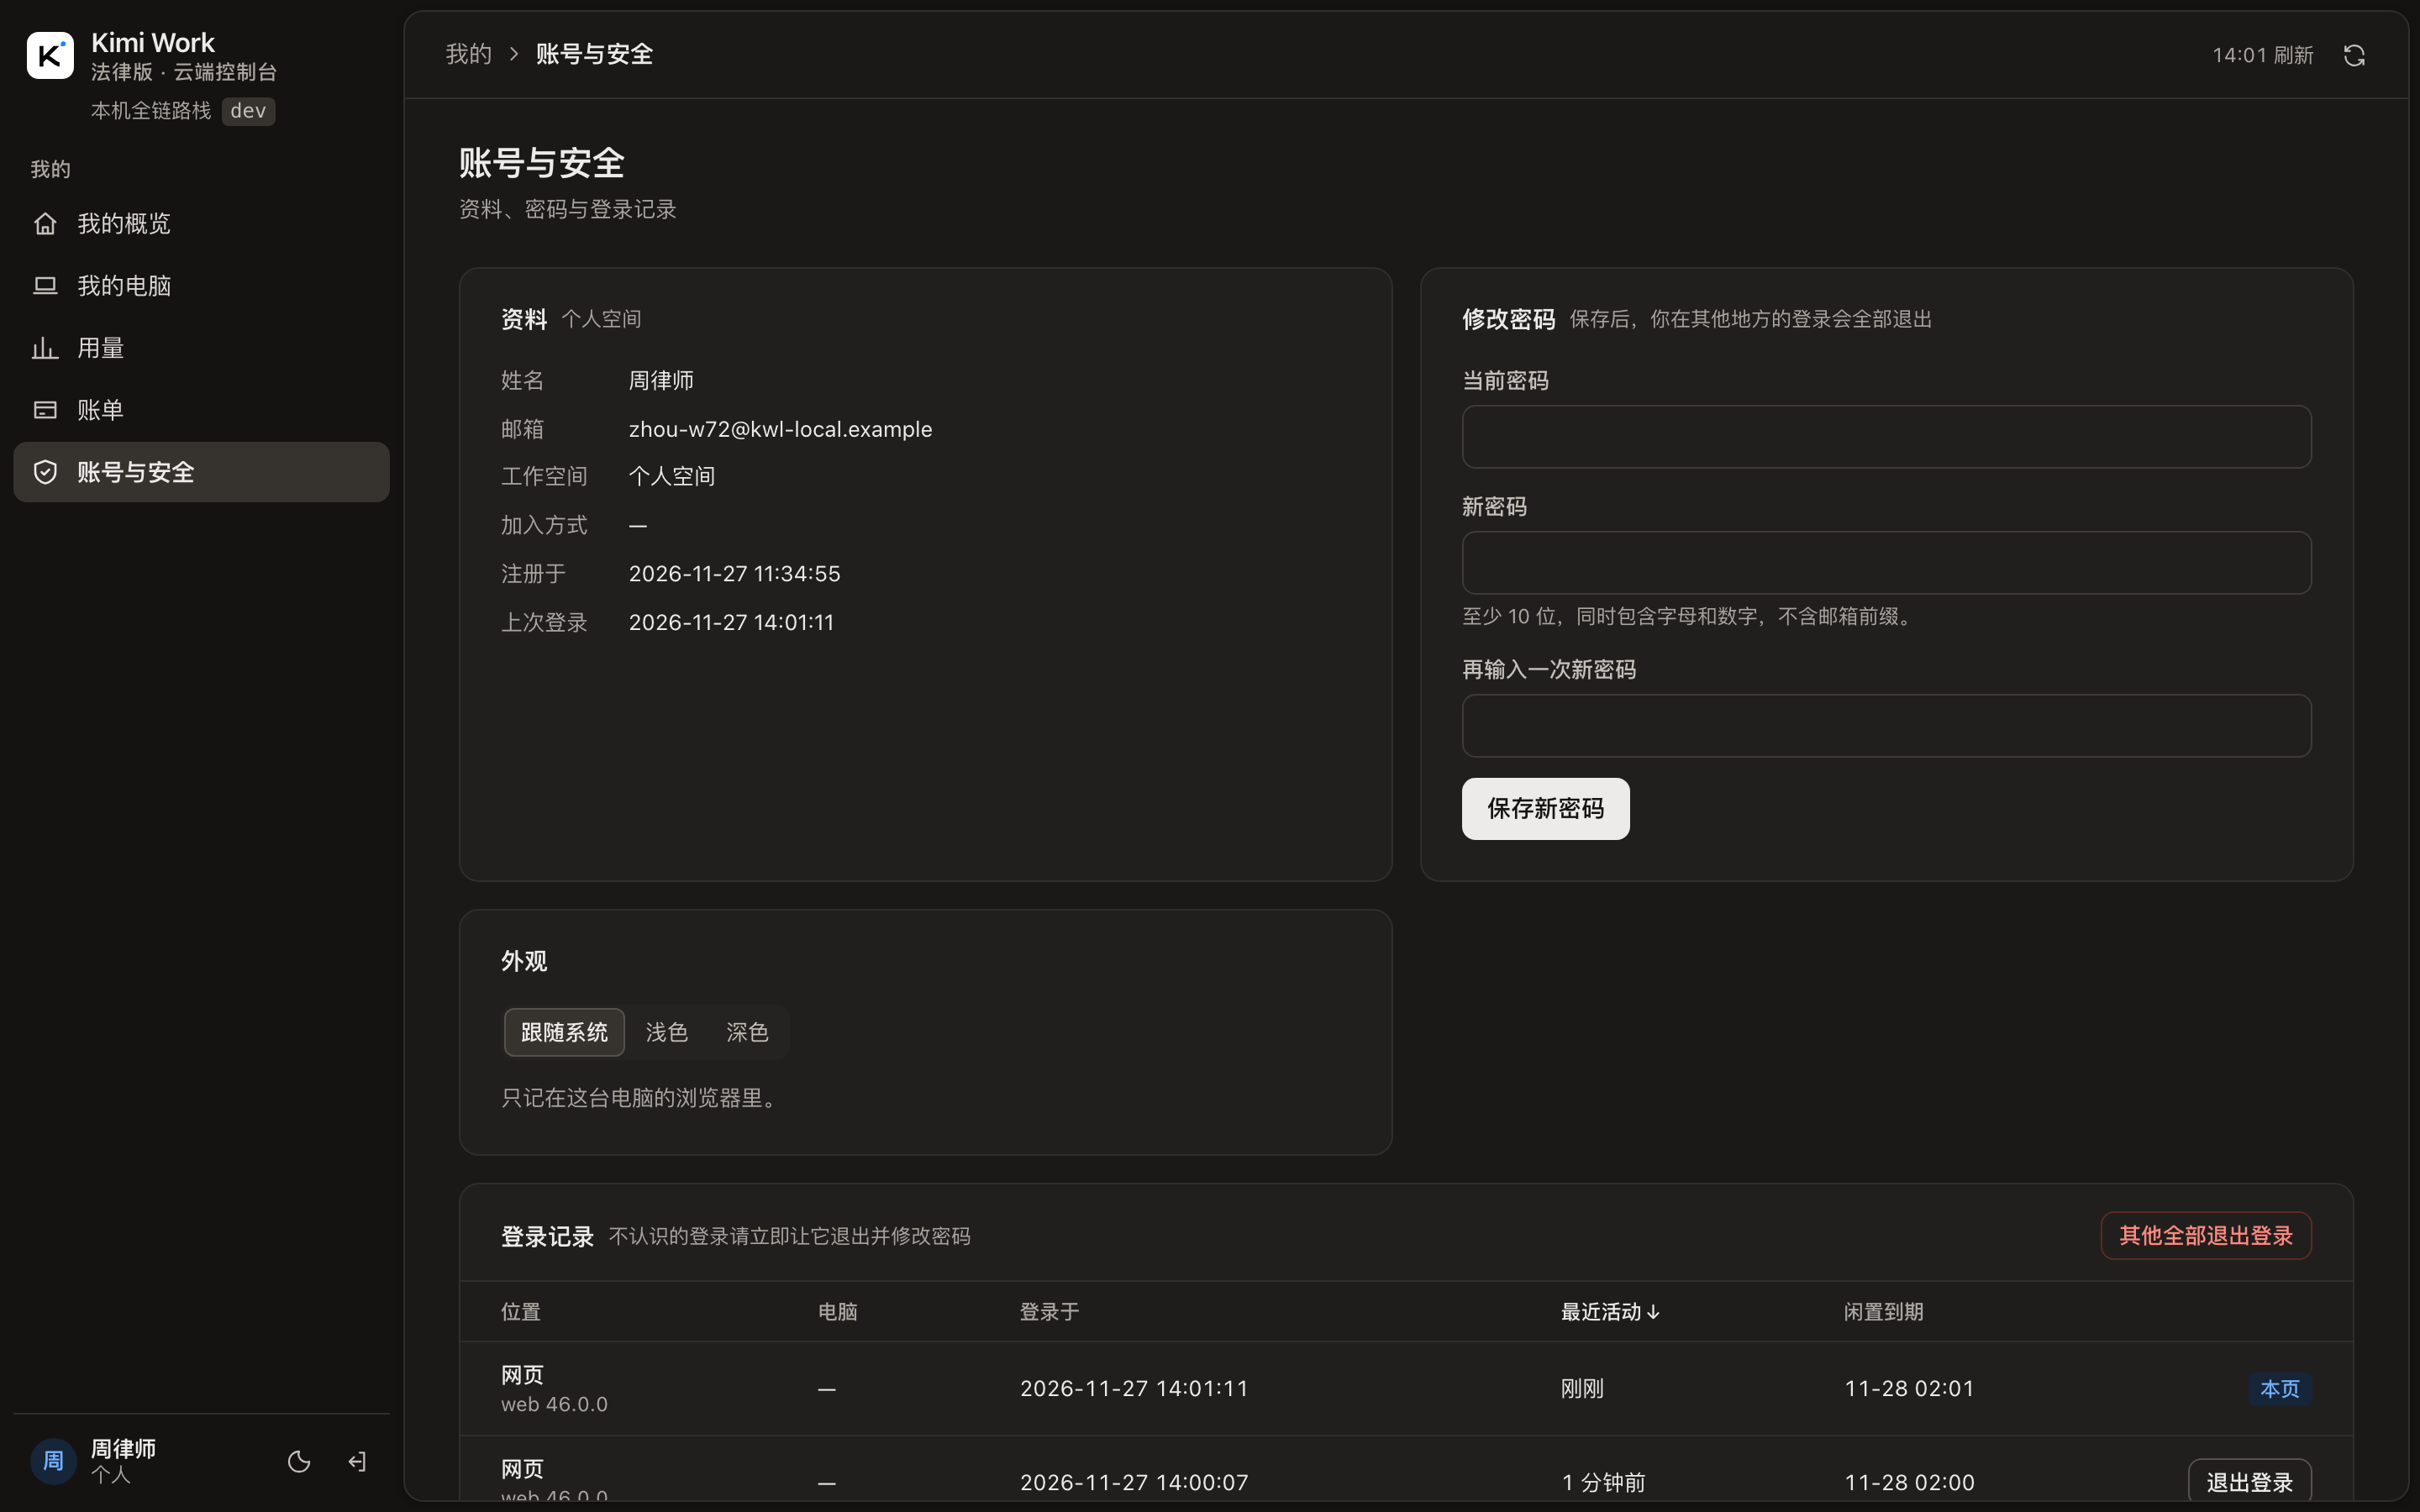 Kimi Work
法律版 · 云端控制台
本机全链路栈 dev
我的
我的概览
我的电脑
用量
账单
账号与安全
周 周律师
个人
我的 > 账号与安全
14:01 刷新
账号与安全
资料、密码与登录记录
资料 个人空间
姓名 周律师
邮箱 zhou-w72@kwl-local.example
工作空间 个人空间
加入方式 —
注册于 2026-11-27 11:34:55
上次登录 2026-11-27 14:01:11
修改密码 保存后，你在其他地方的登录会全部退出
当前密码
新密码
至少 10 位，同时包含字母和数字，不含邮箱前缀。
再输入一次新密码
保存新密码
外观
跟随系统 浅色 深色
只记在这台电脑的浏览器里。
登录记录 不认识的登录请立即让它退出并修改密码
其他全部退出登录
位置 电脑 登录于 最近活动↓ 闲置到期
网页 — 2026-11-27 14:01:11 刚刚 11-28 02:01 本页
web 46.0.0
网页 — 2026-11-27 14:00:07 1 分钟前 11-28 02:00 退出登录
web 46.0.0